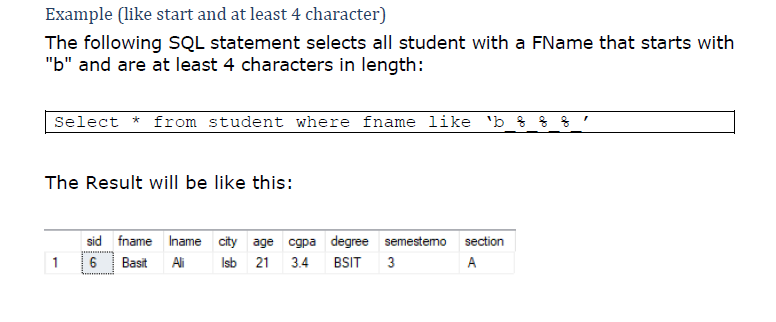 Example (like start and at least 4 character)
The following SQL statement selects all student with a FName that starts with
"b" and are at least 4 characters in length:
Select * from student where fname like ‘b_%_%_%_’
The Result will be like this:
sid fname lname city age cgpa degree semesterno section
1 6 Basit Ali Isb 21 3.4 BSIT 3 A